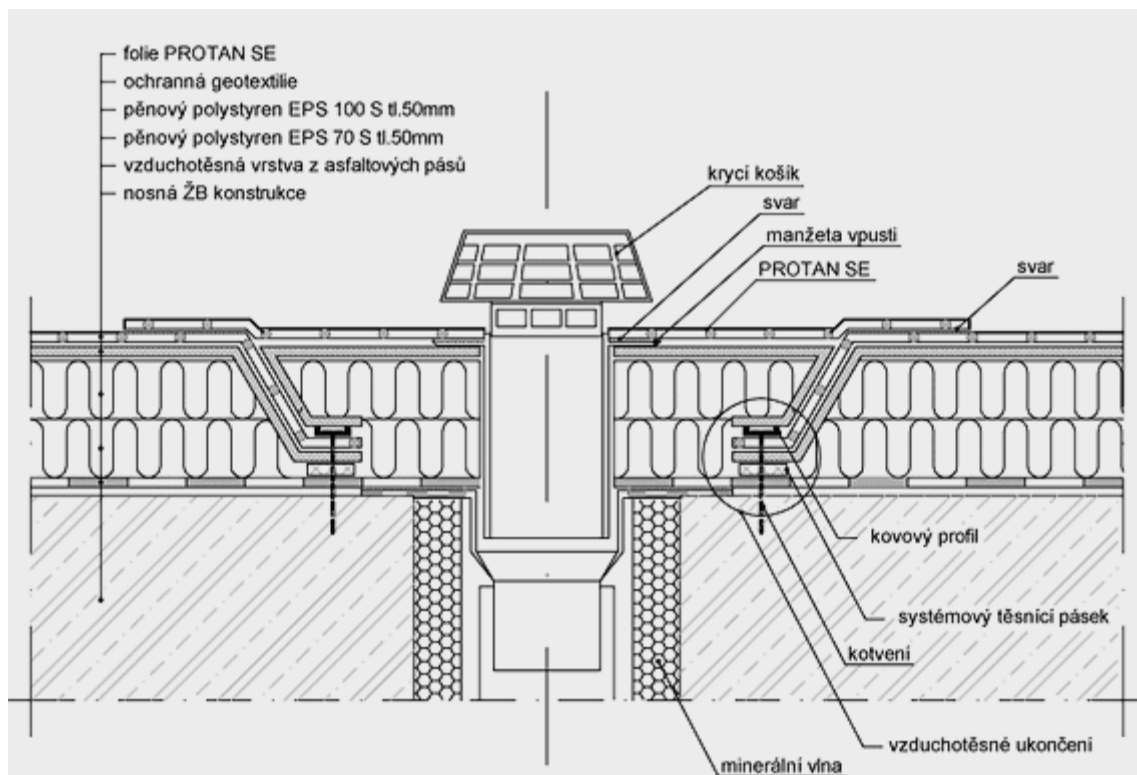 folie PROTAN SE
ochranná geotextilie
pěnový polystyren EPS 100 S tl.50mm
pěnový polystyren EPS 70 S tl.50mm
vzduchotěsná vrstva z asfaltových pásů
nosná ŽB konstrukce
krycí košík
svar
manžeta vpusti
PROTAN SE
svar
kovový profil
systémový těsnící pásek
kotvení
vzduchotěsné ukončení
minerální vlna